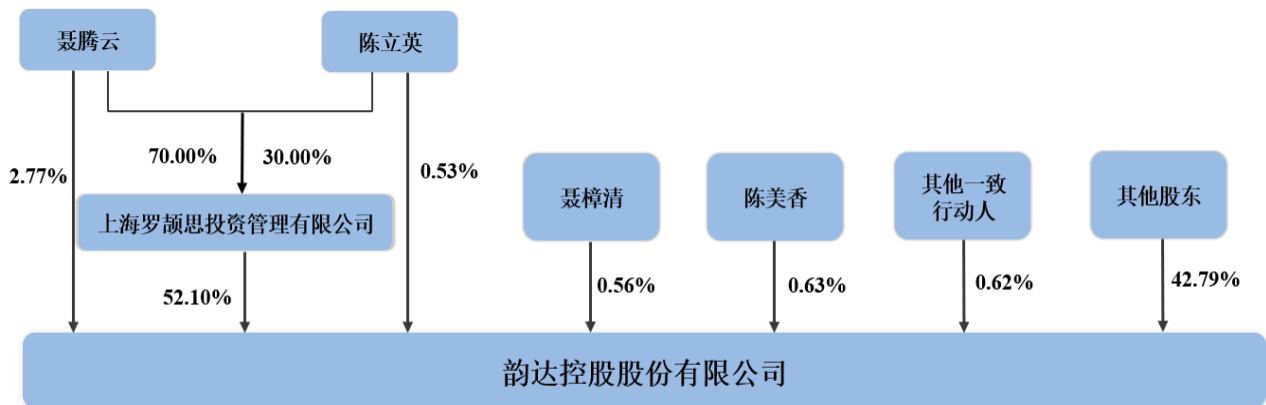 聂腾云
陈立英
70.00%
30.00%
2.77%
0.53%
上海罗颉思投资管理有限公司
聂樟清
陈美香
其他一致
行动人
其他股东
52.10%
0.56%
0.63%
0.62%
42.79%
韵达控股股份有限公司